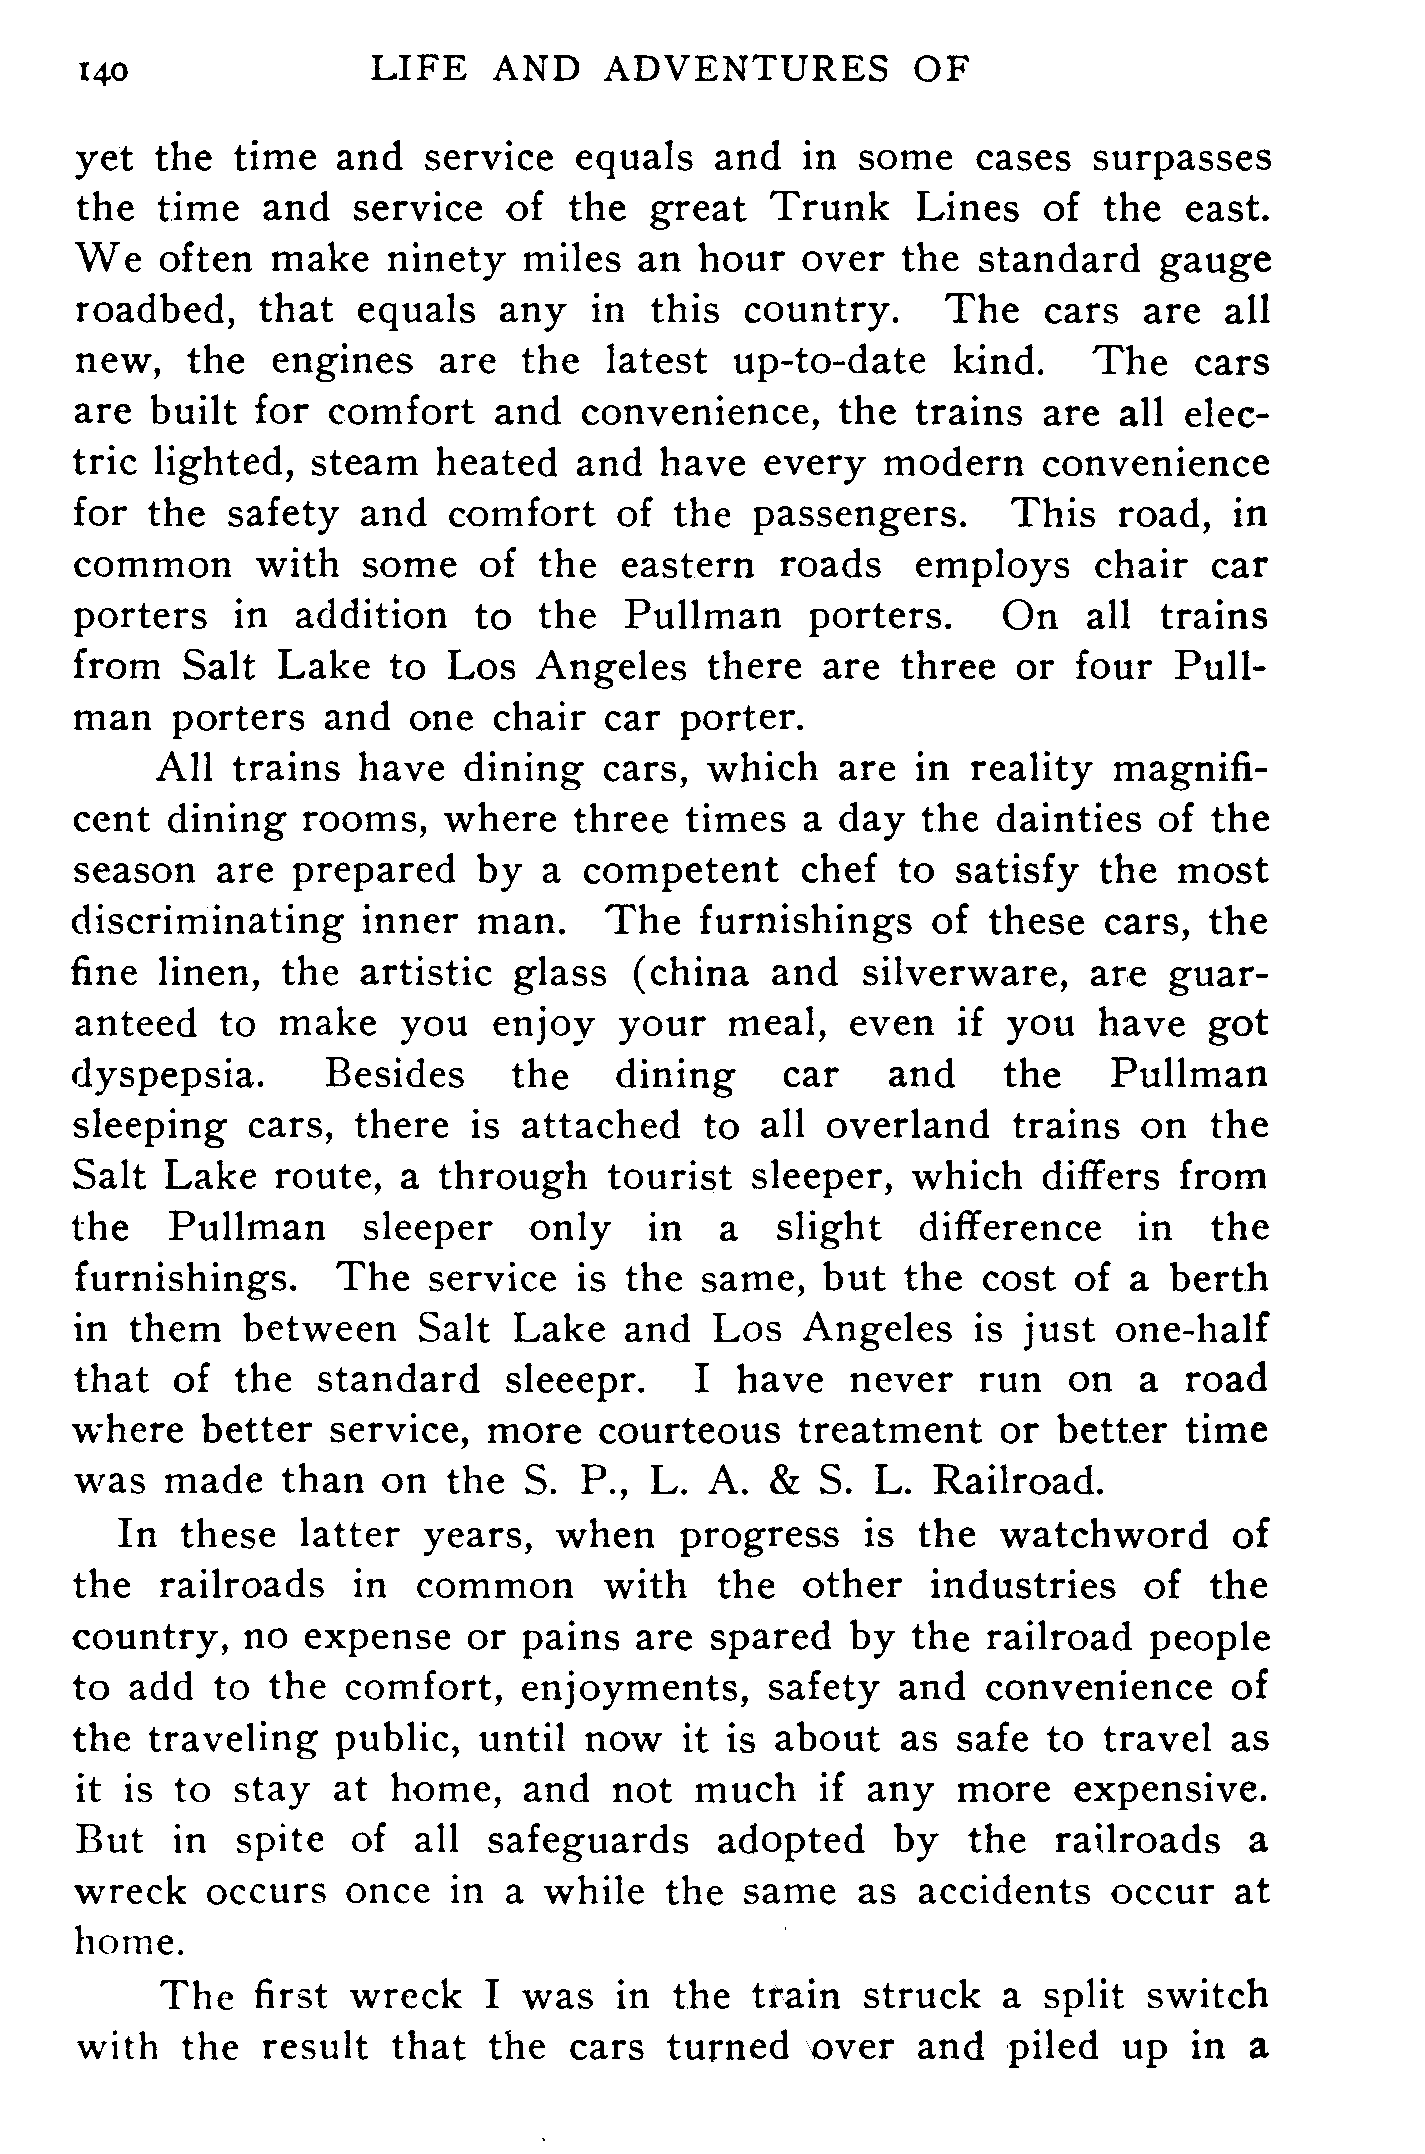 140 LIFE AND ADVENTURES OF
yet the time and service equals and in some cases surpasses
the time and service of the great Trunk Lines of the east.
We often make ninety miles an hour over the standard gauge
roadbed, that equals any in this country. The cars are all
new, the engines are the latest up-to-date kind. The cars
are built for comfort and convenience, the trains are all elec-
tric lighted, steam heated and have every modern convenience
for the safety and comfort of the passengers. This road, in
common with some of the eastern roads employs chair car
porters in addition to the Pullman porters. On all trains
from Salt Lake to Los Angeles there are three or four Pull-
man porters and one chair car porter.
All trains have dining cars, which are in reality magnifi-
cent dining rooms, where three times a day the dainties of the
season are prepared by a competent chef to satisfy the most
discriminating inner man. The furnishings of these cars, the
fine linen, the artistic glass (china and silverware, are guar-
anteed to make you enjoy your meal, even if you have got
dyspepsia. Besides the dining car and the Pullman
sleeping cars, there is attached to all overland trains on the
Salt Lake route, a through tourist sleeper, which differs from
the Pullman sleeper only in a slight difference in the
furnishings. The service is the same, but the cost of a berth
in them between Salt Lake and Los Angeles is just one-half
that of the standard sleeepr. I have never run on a road
where better service, more courteous treatment or better time
was made than on the S. P., L. A. & S. L. Railroad.
In these latter years, when progress is the watchword of
the railroads in common with the other industries of the
country, no expense or pains are spared by the railroad people
to add to the comfort, enjoyments, safety and convenience of
the traveling public, until now it is about as safe to travel as
it is to stay at home, and not much if any more expensive.
But in spite of all safeguards adopted by the railroads a
wreck occurs once in a while the same as accidents occur at
home.
The first wreck I was in the train struck a split switch
with the result that the cars turned over and piled up in a